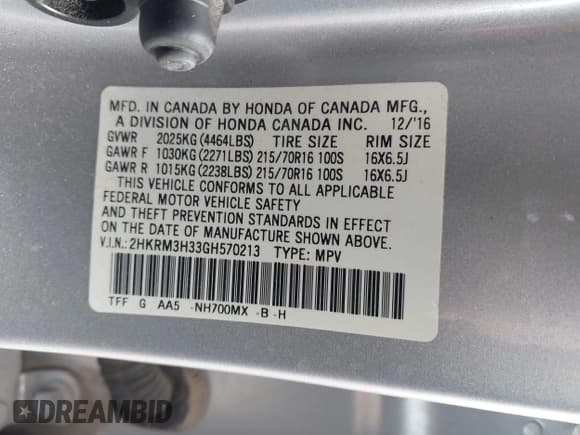 MFD. IN CANADA BY HONDA OF CANADA MFG.,
A DIVISION OF HONDA CANADA INC. 12/'16
GVWR 2025KG (4464LBS) TIRE SIZE RIM SIZE
GAWR F 1030KG (2271LBS) 215/70R16 100S 16X6.5J
GAWR R 1015KG (2238LBS) 215/70R16 100S 16X6.5J
THIS VEHICLE CONFORMS TO ALL APPLICABLE
FEDERAL MOTOR VEHICLE SAFETY
AND THEFT PREVENTION STANDARDS IN EFFECT
ON THE DATE OF MANUFACTURE SHOWN ABOVE.
V.I.N.: 2HKRM3H33GH570213 TYPE: MPV
TFF G AA5 -NH700MX -B -H
DREAMBID